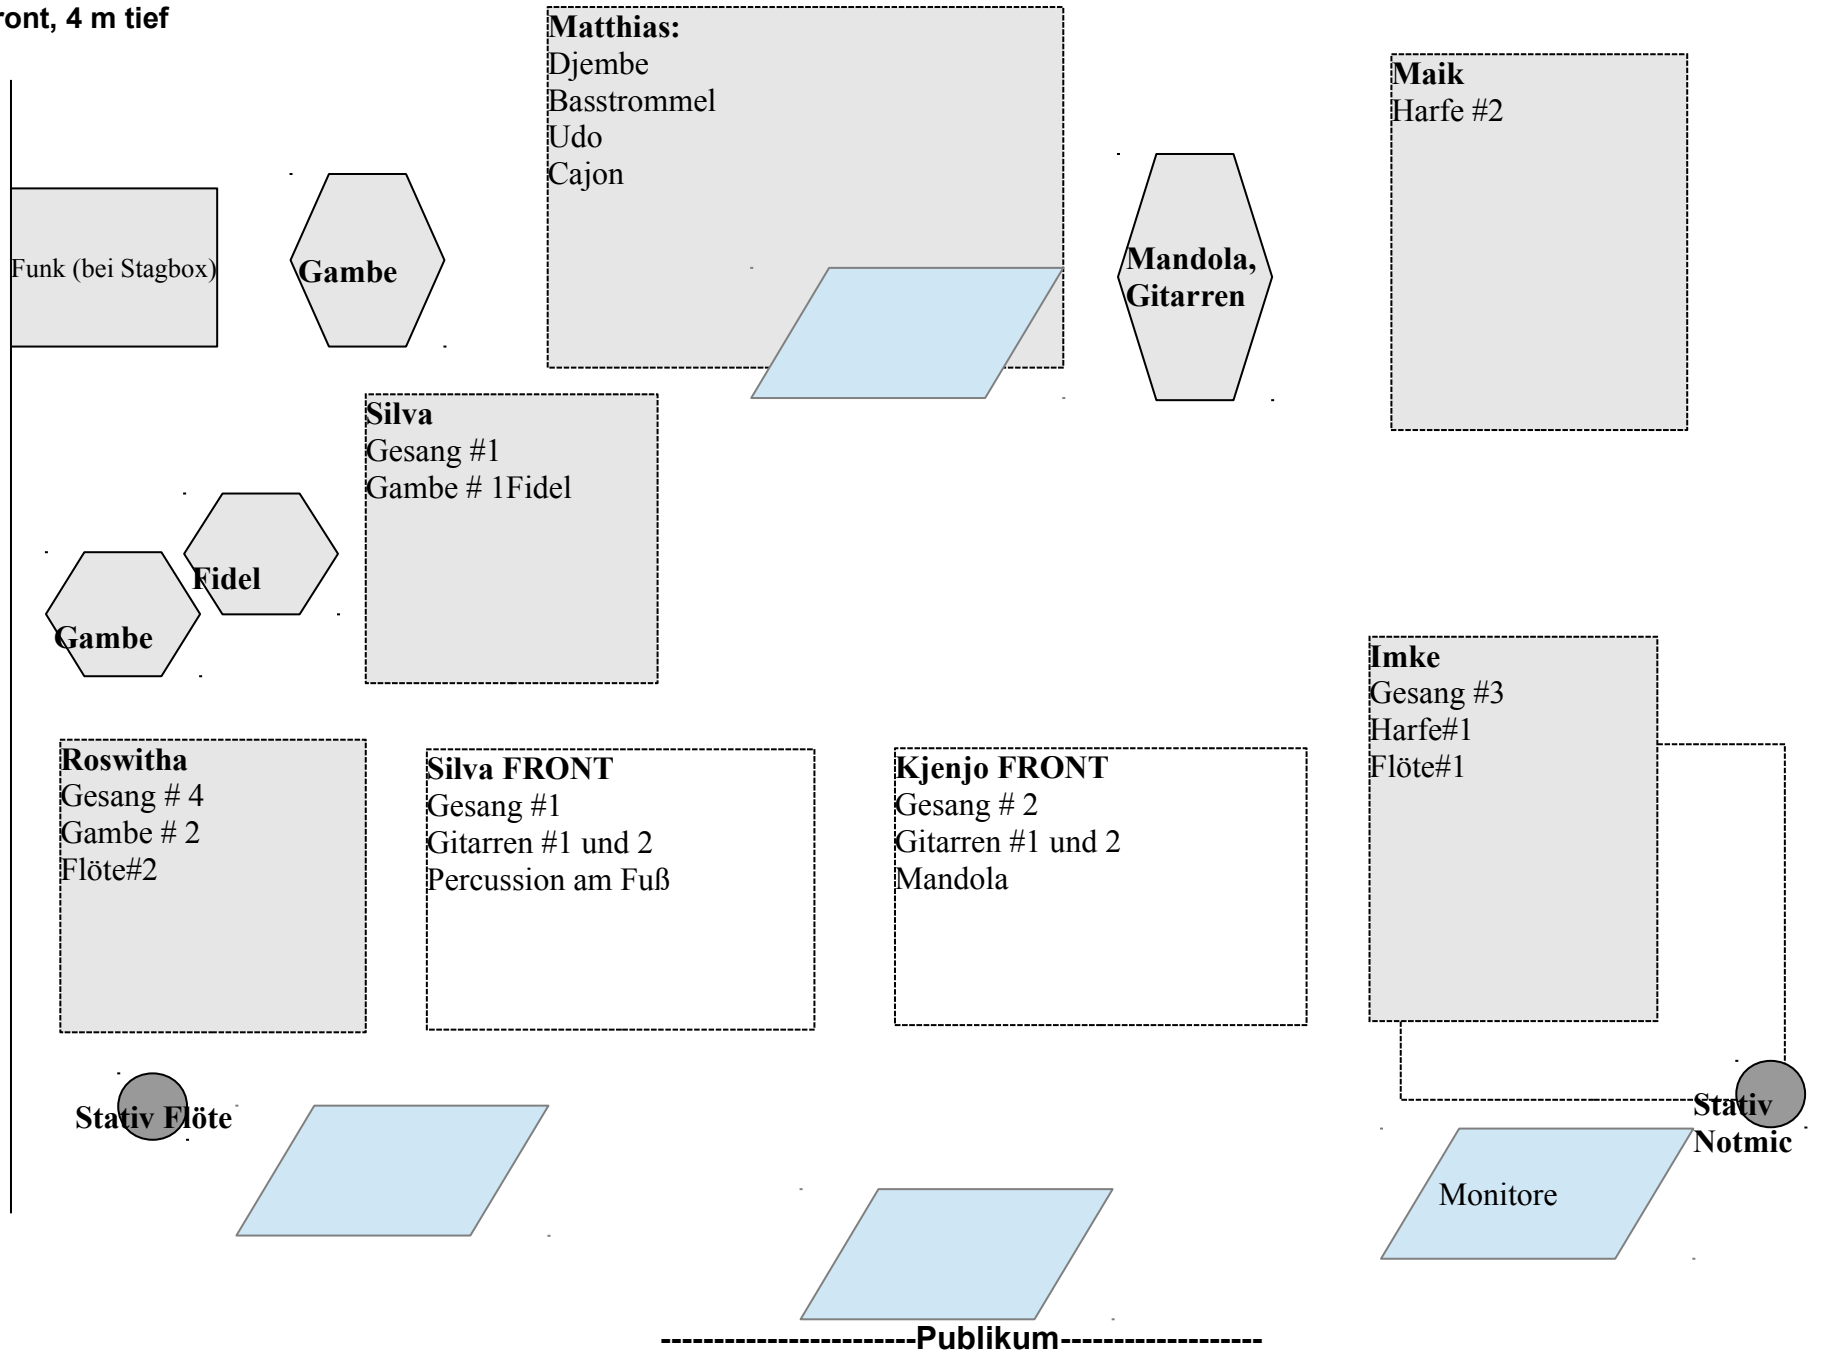 ront, 4 m tief
Matthias:
Djembe
Basstrommel
Udo
Cajon
Maik
Harfe #2
Funk (bei Stagbox)
Gambe
Mandola,
Gitarren
Silva
Gesang #1
Gambe # 1Fidel
Fidel
Gambe
Imke
Gesang #3
Harfe#1
Flöte#1
Roswitha
Gesang # 4
Gambe # 2
Flöte#2
Silva FRONT
Gesang #1
Gitarren #1 und 2
Percussion am Fuß
Kjenjo FRONT
Gesang # 2
Gitarren #1 und 2
Mandola
Stativ Flöte
Stativ
Notmic
Monitore
------------------------Publikum-------------------